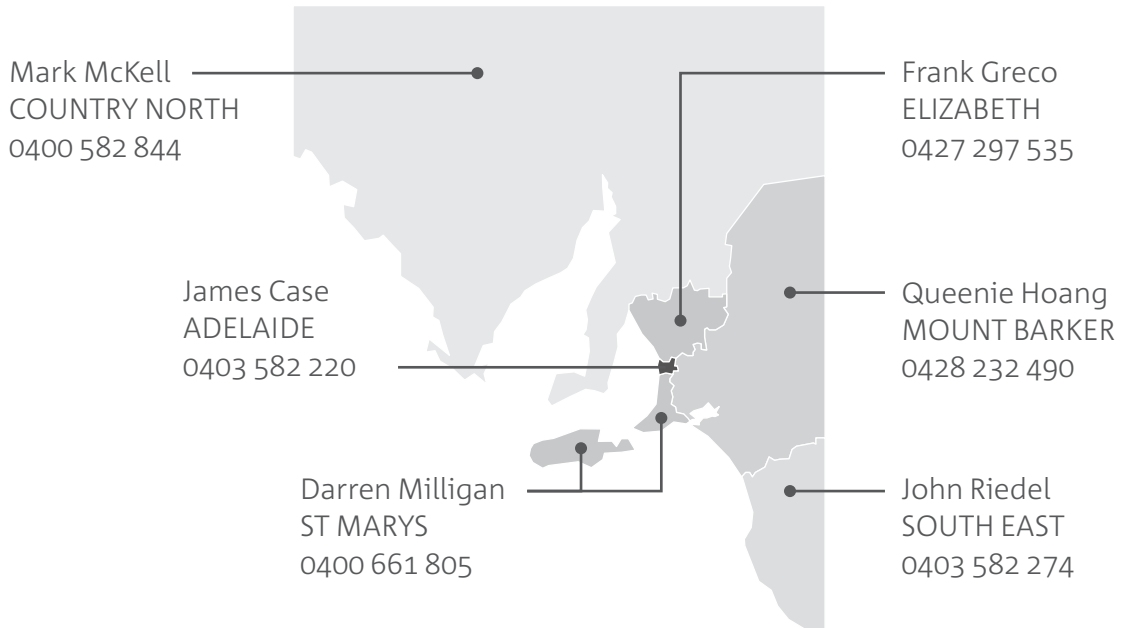 Mark McKell
COUNTRY NORTH
0400 582 844
Frank Greco
ELIZABETH
0427 297 535
James Case
ADELAIDE
0403 582 220
Queenie Hoang
MOUNT BARKER
0428 232 490
Darren Milligan
ST MARYS
0400 661 805
John Riedel
SOUTH EAST
0403 582 274